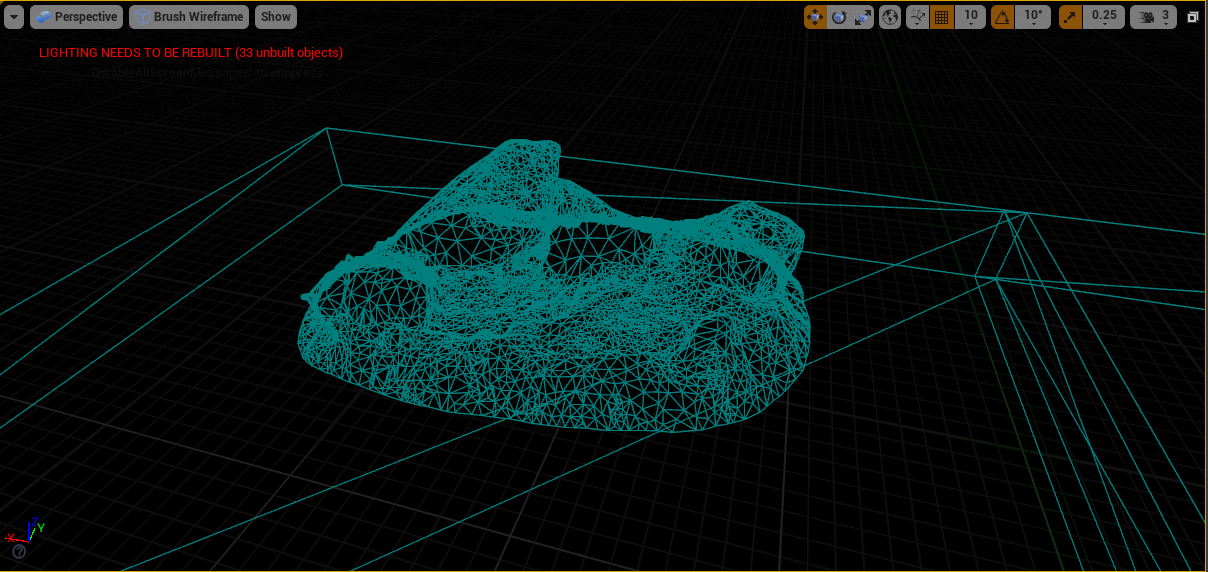 Perspective Brush Wireframe Show 10 10° 0.25 3
LIGHTING NEEDS TO BE REBUILT (33 unbuilt objects)
'DisableAllScreenMessages' to suppress
Z
X Y
?